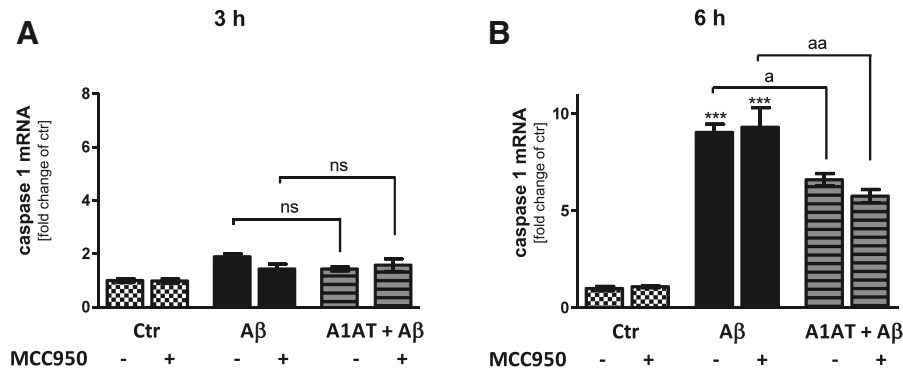 A
3 h
caspase 1 mRNA
[fold change of ctr]
8
6
4
2
0
ns
ns
Ctr
Aβ
A1AT + Aβ
MCC950
- + - + - +
B
6 h
caspase 1 mRNA
[fold change of ctr]
10
5
0
aa
a
***
***
Ctr
Aβ
A1AT + Aβ
MCC950
- + - + - +